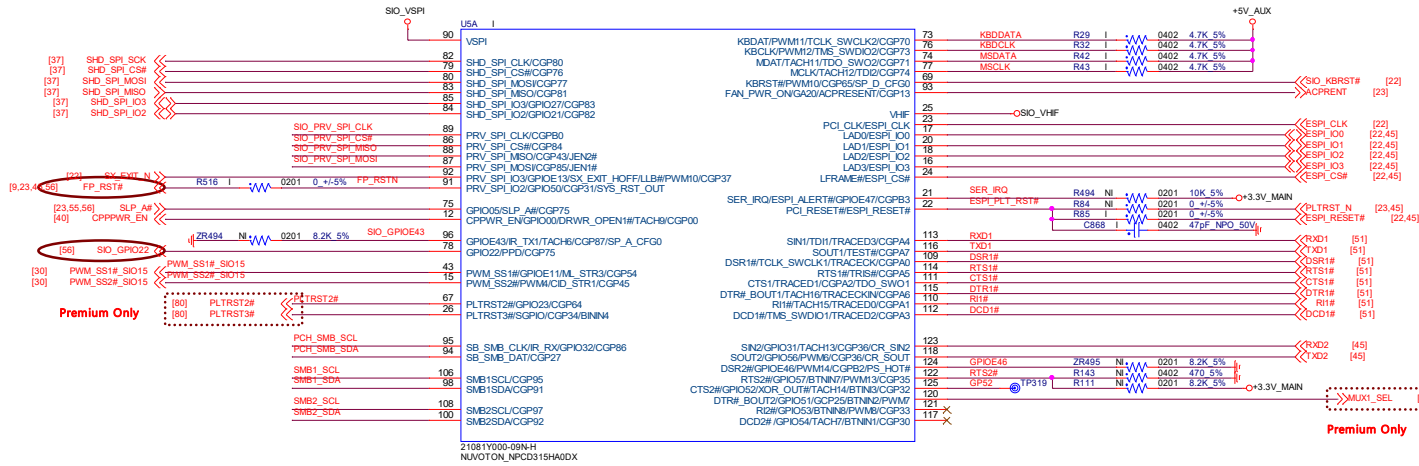 SIO_VSPI
U5A I
+5V_AUX
90 VSPI
[37] SHD_SPI_SCK 82 SHD_SPI_CLK/CGP80
[37] SHD_SPI_CS# 79 SHD_SPI_CS#/CGP76
[37] SHD_SPI_MOSI 80 SHD_SPI_MOSI/CGP77
[37] SHD_SPI_MISO 83 SHD_SPI_MISO/CGP81
[37] SHD_SPI_IO3 85 SHD_SPI_IO3/GPIO27/CGP83
[37] SHD_SPI_IO2 84 SHD_SPI_IO2/GPIO21/CGP82
SIO_PRV_SPI_CLK 89 PRV_SPI_CLK/CGPB0
SIO_PRV_SPI_CS# 86 PRV_SPI_CS#/CGP84
SIO_PRV_SPI_MISO 88 PRV_SPI_MISO/CGP43/JEN2#
SIO_PRV_SPI_MOSI 87 PRV_SPI_MOSI/CGP85/JEN1#
SX_EXIT_N 92 PRV_SPI_IO3/GPIOE13/SX_EXIT_HOFF/LLB#/PWM10/CGP37
FP_RST# R516 I 0201 0_+/-5% FP_RSTN 91 PRV_SPI_IO2/GPIO50/CGP31/SYS_RST_OUT
[23,55,56] SLP_A# 75 GPIO05/SLP_A#/CGP75
[40] CPPPWR_EN 12 CPPWR_EN/GPIO00/DRWR_OPEN1#/TACH9/CGP00
ZR494 NI 0201 8.2K_5% SIO_GPIOE43 96 GPIOE43/IR_TX1/TACH6/CGP87/SP_A_CFG0
[56] SIO_GPIO22 78 GPIO22/PPD/CGP75
[30] PWM_SS1#_SIO15 PWM_SS1#_SIO15 43 PWM_SS1#/GPIOE11/ML_STR3/CGP54
[30] PWM_SS2#_SIO15 PWM_SS2#_SIO15 15 PWM_SS2#/PWM4/CID_STR1/CGP45
[80] PLTRST2# PLTRST2# 67 PLTRST2#/GPIO23/CGP64
[80] PLTRST3# 26 PLTRST3#/SGPIO/CGP34/BININ4
Premium Only
PCH_SMB_SCL 95 SB_SMB_CLK/IR_RX/GPIO32/CGP86
PCH_SMB_SDA 94 SB_SMB_DAT/CGP27
SMB1_SCL 106 SMB1SCL/CGP95
SMB1_SDA 98 SMB1SDA/CGP91
SMB2_SCL 108 SMB2SCL/CGP97
SMB2_SDA 100 SMB2SDA/CGP92
21081Y000-09N-H
NUVOTON_NPCD315HA0DX
KBDAT/PWM11/TCLK_SWCLK2/CGP70 73 KBDDATA R29 I 0402 4.7K_5%
KBCLK/PWM12/TMS_SWDIO2/CGP73 76 KBDCLK R32 I 0402 4.7K_5%
MDAT/TACH11/TDO_SWO2/CGP71 74 MSDATA R42 I 0402 4.7K_5%
MCLK/TACH12/TDI2/CGP74 77 MSCLK R43 I 0402 4.7K_5%
KBRST#/PWM10/CGP65/SP_D_CFG0 69 SIO_KBRST# [22]
FAN_PWR_ON/GA20/ACPRESENT/CGP13 93 ACPRENT [23]
VHIF 25 SIO_VHIF
PCI_CLK/ESPI_CLK 23 ESPI_CLK [22]
LAD0/ESPI_IO0 17 ESPI_IO0 [22,45]
LAD1/ESPI_IO1 20 ESPI_IO1 [22,45]
LAD2/ESPI_IO2 18 ESPI_IO2 [22,45]
LAD3/ESPI_IO3 16 ESPI_IO3 [22,45]
LFRAME#/ESPI_CS# 24 ESPI_CS# [22,45]
SER_IRQ/ESPI_ALERT#/GPIOE47/CGPB3 21 SER_IRQ R494 NI 0201 10K_5% +3.3V_MAIN
PCI_RESET#/ESPI_RESET# 22 ESPI_PLT_RST# R84 NI 0201 0_+/-5% PLTRST_N [23,45]
R85 I 0201 0_+/-5% ESPI_RESET# [22,45]
C868 I 0402 47pF_NPO_50V
SIN1/TDI1/TRACED3/CGPA4 113 RXD1 RXD1 [51]
SOUT1/TEST#/CGPA7 116 TXD1 TXD1 [51]
DSR1#/TCLK_SWCLK1/TRACECK/CGPA0 109 DSR1# DSR1# [51]
RTS1#/TRIS#/CGPA5 114 RTS1# RTS1# [51]
CTS1/TRACED1/CGPA2/TDO_SWO1 111 CTS1# CTS1# [51]
DTR#_BOUT1/TACH16/TRACECKIN/CGPA6 115 DTR1# DTR1# [51]
RI1#/TACH15/TRACED0/CGPA1 110 RI1# RI1# [51]
DCD1#/TMS_SWDIO1/TRACED2/CGPA3 112 DCD1# DCD1# [51]
SIN2/GPIO31/TACH13/CGP36/CR_SIN2 123 RXD2 [45]
SOUT2/GPIO56/PWM6/CGP36/CR_SOUT 118 TXD2 [45]
DSR2#/GPIOE46/PWM14/CGPB2/PS_HOT# 124 GPIOE46 ZR495 NI 0201 8.2K_5%
RTS2#/GPIO57/BTNIN7/PWM13/CGP35 122 RTS2# R143 NI 0402 470_5%
CTS2#/GPIO52/XOR_OUT#/TACH14/BTNI3/CGP32 125 GP52 TP319 R111 NI 0201 8.2K_5% +3.3V_MAIN
DTR#_BOUT2/GPIO51/GCP25/BTNIN2/PWM7 120 MUX1_SEL
RI2#/GPIO53/BTNIN8/PWM8/CGP33 121
DCD2# /GPIO54/TACH7/BTNIN1/CGP30 117
Premium Only